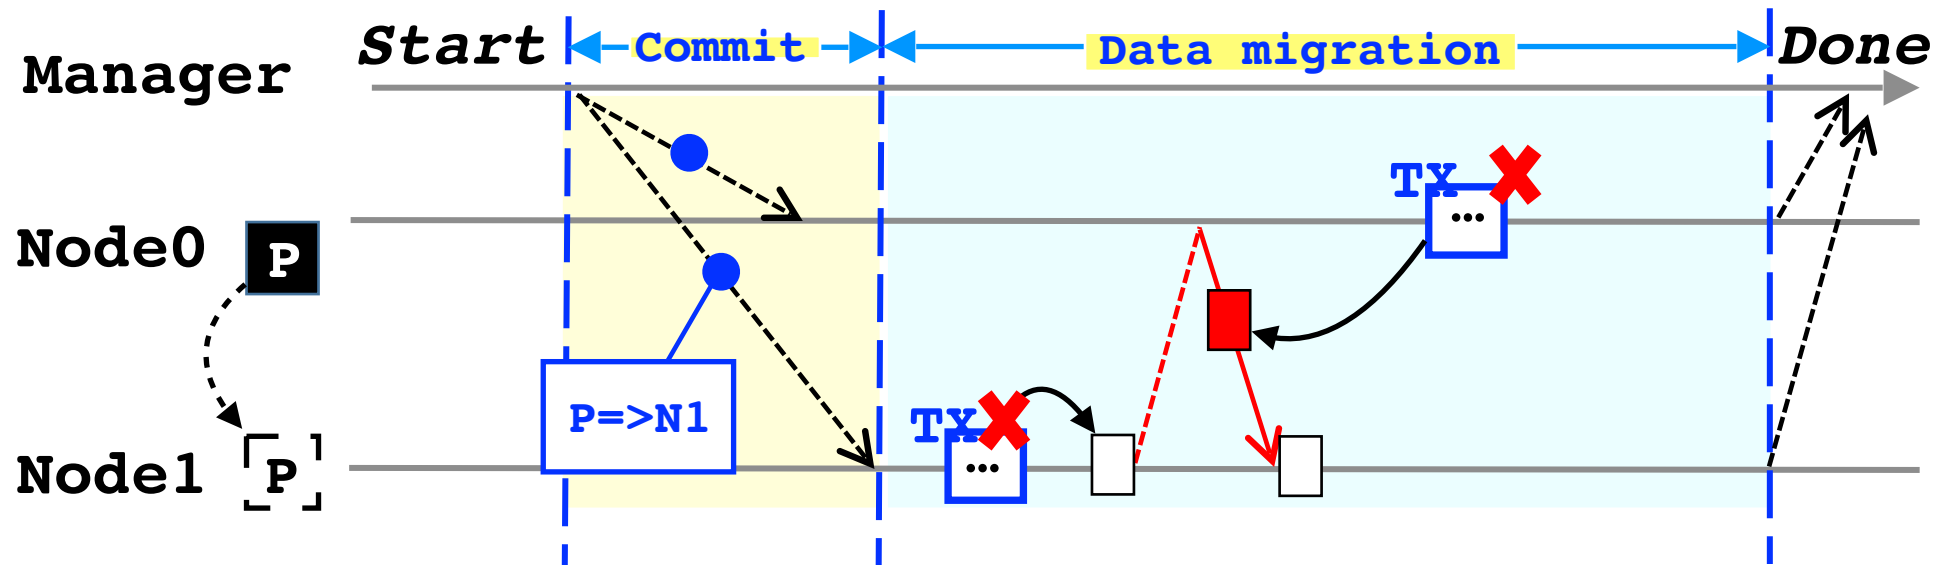 Start
Commit
Data migration
Done
Manager
TX
...
Node0
P
P=>N1
TX
...
Node1
P